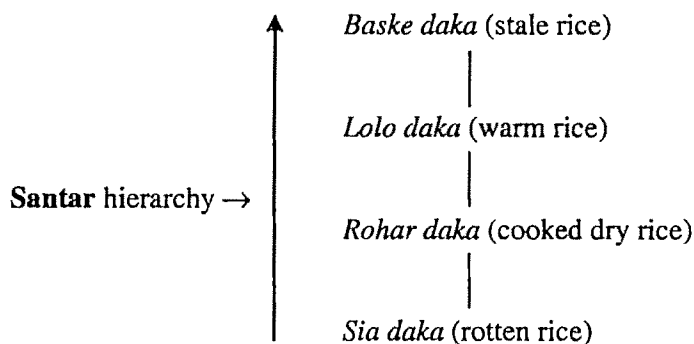 Baske daka (stale rice)
Lolo daka (warm rice)
Santar hierarchy →
Rohar daka (cooked dry rice)
Sia daka (rotten rice)